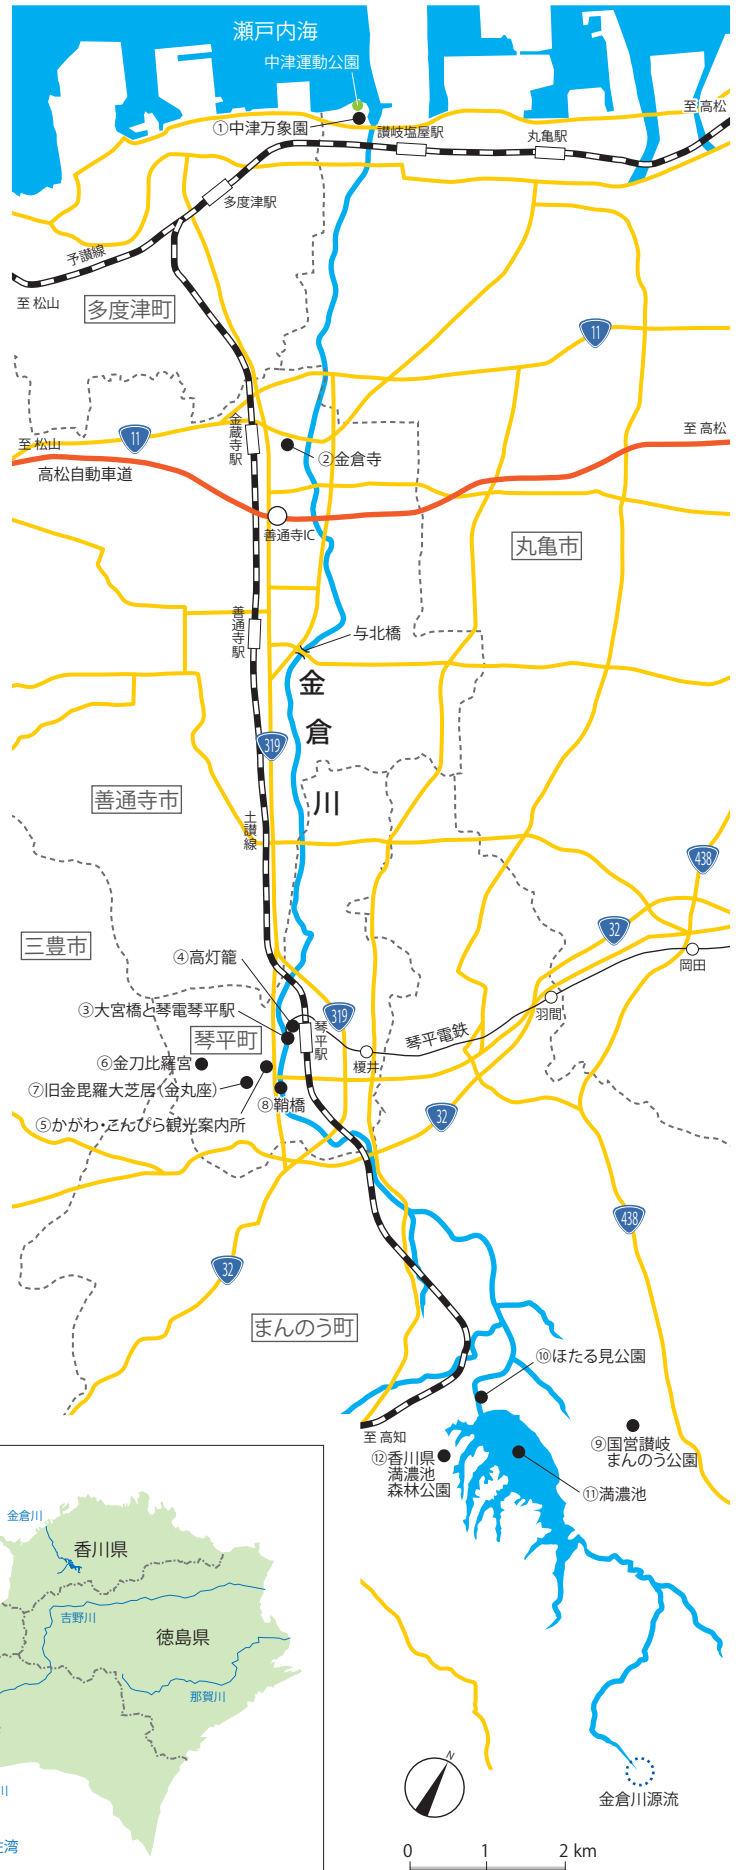 瀬戸内海
中津運動公園
①中津万象園
讃岐塩屋駅
丸亀駅
至 高松
多度津駅
予讃線
至 松山
多度津町
11
至 松山
11
高松自動車道
金蔵寺駅
②金倉寺
至 高松
善通寺IC
丸亀市
善通寺駅
与北橋
金倉川
319
善通寺市
土讃線
438
三豊市
32
④高灯籠
岡田
③大宮橋と琴電琴平駅
319
羽間
琴平町
琴平駅
琴平電鉄
⑥金刀比羅宮
榎井
⑦旧金毘羅大芝居(金丸座)
⑧鞘橋
⑤かがわ・こんぴら観光案内所
32
438
32
まんのう町
⑩ほたる見公園
至 高知
⑨国営讃岐
まんのう公園
⑫香川県
満濃池
森林公園
⑪満濃池
金倉川
香川県
吉野川
徳島県
那賀川
川
湾
N
金倉川源流
0 1 2 km